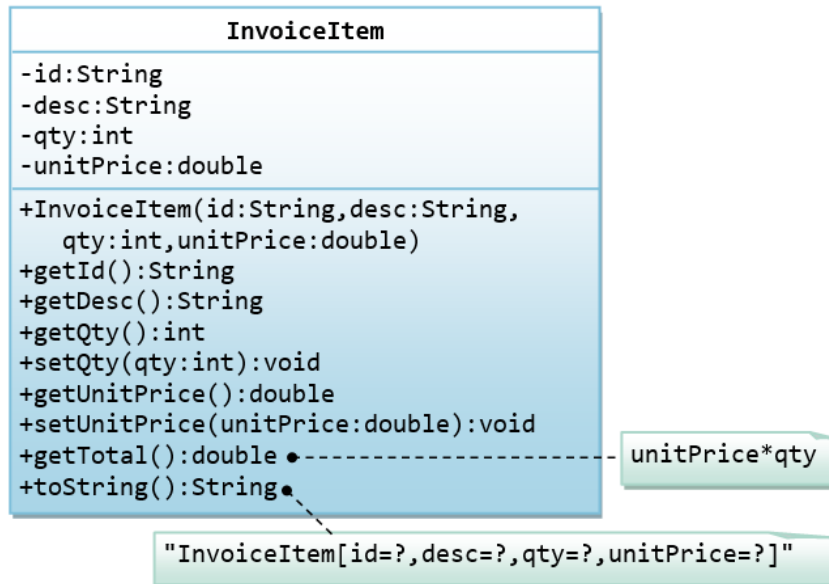 InvoiceItem
-id:String
-desc:String
-qty:int
-unitPrice:double
+InvoiceItem(id:String,desc:String,
qty:int,unitPrice:double)
+getId():String
+getDesc():String
+getQty():int
+setQty(qty:int):void
+getUnitPrice():double
+setUnitPrice(unitPrice:double):void
+getTotal():double
unitPrice*qty
+toString():String
"InvoiceItem[id=?,desc=?,qty=?,unitPrice=?]"